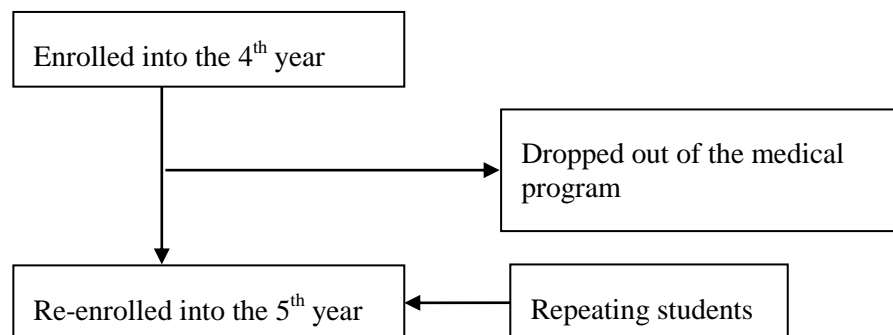 Enrolled into the 4th year
Dropped out of the medical
program
Re-enrolled into the 5th year
Repeating students